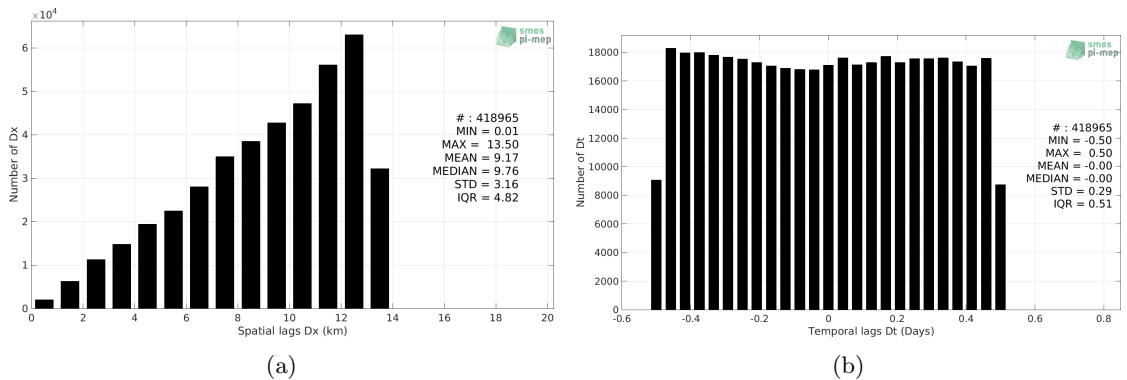 ×10⁴
smos
pi-mep
6
5
4
3
2
1
0
Number of Dx
# : 418965
MIN = 0.01
MAX = 13.50
MEAN = 9.17
MEDIAN = 9.76
STD = 3.16
IQR = 4.82
0 2 4 6 8 10 12 14 16 18 20
Spatial lags Dx (km)
(a)
smos
pi-mep
18000
16000
14000
12000
10000
8000
6000
4000
2000
0
Number of Dt
# : 418965
MIN = -0.50
MAX = 0.50
MEAN = -0.00
MEDIAN = -0.00
STD = 0.29
IQR = 0.51
-0.6 -0.4 -0.2 0 0.2 0.4 0.6 0.8
Temporal lags Dt (Days)
(b)